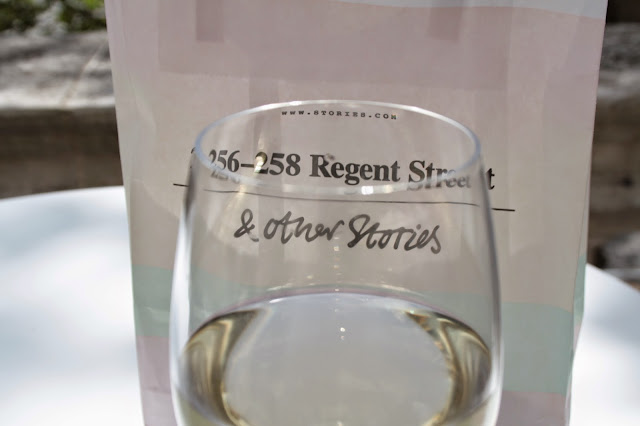 www.stories.com
256–258 Regent Street
& other Stories